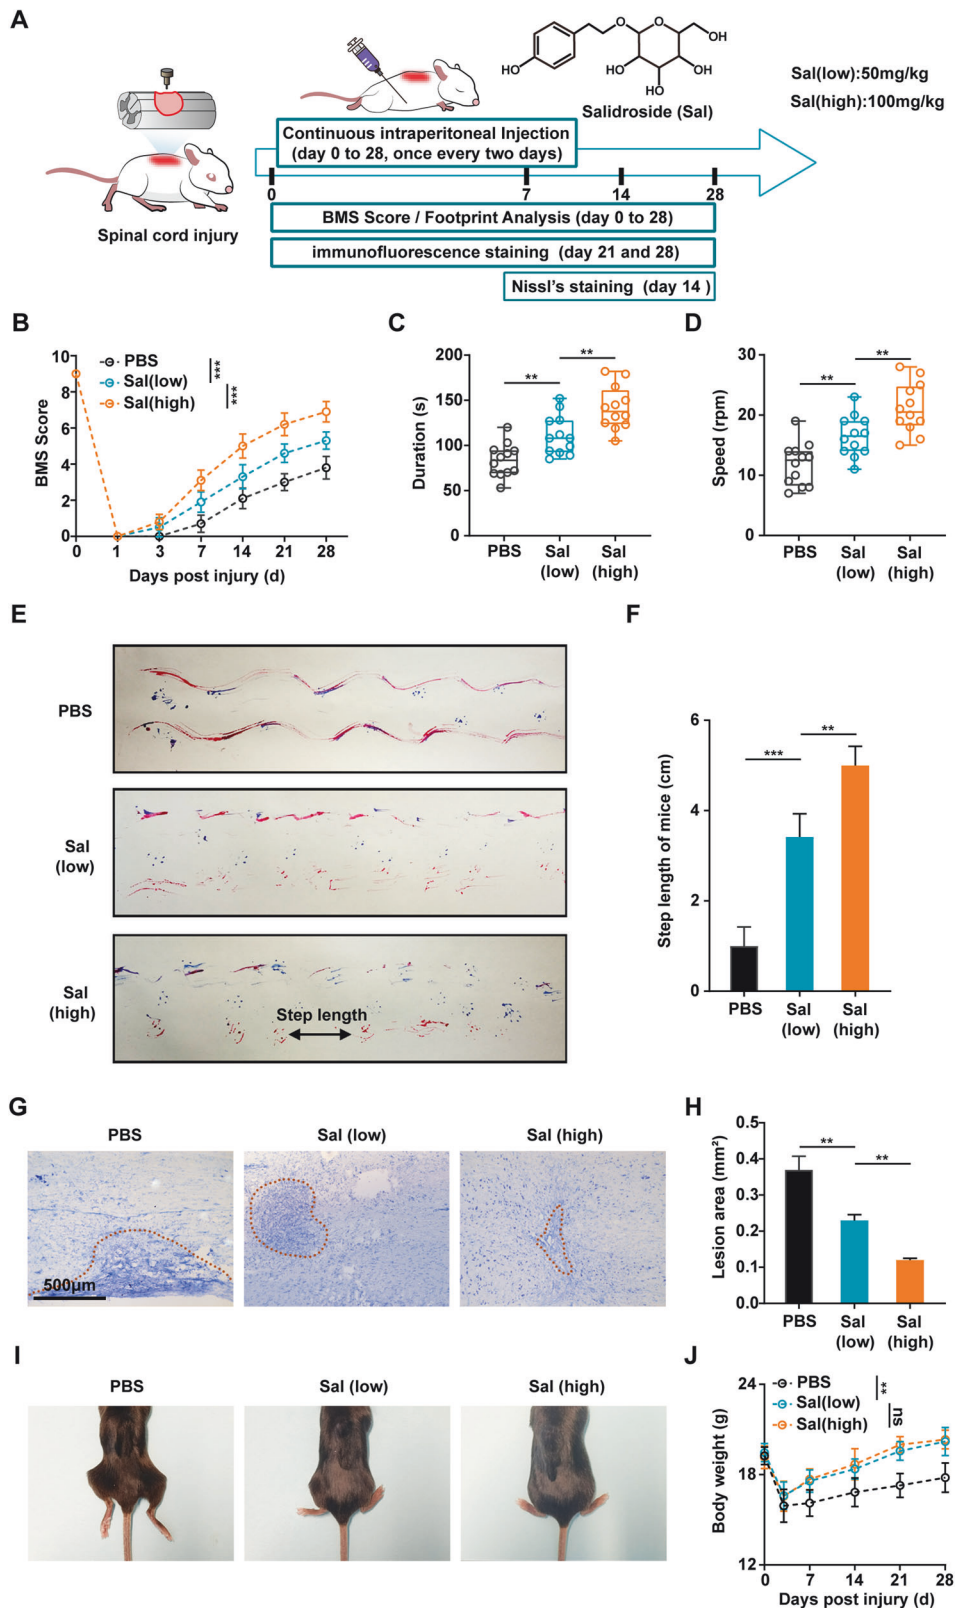 A
HO
O
O
OH
HO
OH
HO
Salidroside (Sal)
Sal(low):50mg/kg
Sal(high):100mg/kg
Spinal cord injury
Continuous intraperitoneal Injection
(day 0 to 28, once every two days)
0 7 14 28
BMS Score / Footprint Analysis (day 0 to 28)
immunofluorescence staining (day 21 and 28)
Nissl's staining (day 14 )
B
BMS Score
10
8
6
4
2
0
PBS
Sal(low)
Sal(high)
***
***
0 1 3 7 14 21 28
Days post injury (d)
C
Duration (s)
200
150
100
50
0
**
**
PBS Sal Sal
(low) (high)
D
Speed (rpm)
30
20
10
0
**
**
PBS Sal Sal
(low) (high)
E
PBS
Sal
(low)
Sal
(high)
Step length
F
Step length of mice (cm)
6
4
2
0
***
**
PBS Sal Sal
(low) (high)
G
PBS Sal (low) Sal (high)
500μm
H
Lesion area (mm²)
0.5
0.4
0.3
0.2
0.1
0.0
**
**
PBS Sal Sal
(low) (high)
I
PBS Sal (low) Sal (high)
J
Body weight (g)
24
18
12
PBS
Sal(low)
Sal(high)
**
ns
0 7 14 21 28
Days post injury (d)